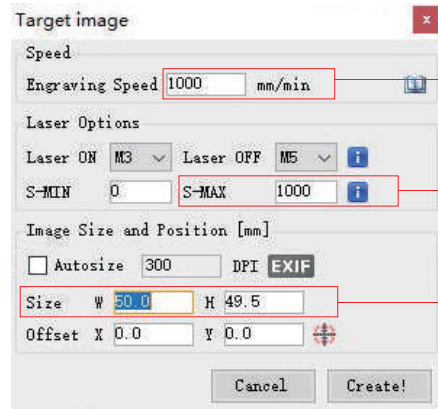 Target image x
Speed
Engraving Speed 1000 mm/min
Laser Options
Laser ON M3 Laser OFF M5 i
S-MIN 0 S-MAX 1000 i
Image Size and Position [mm]
Autosize 300 DPI EXIF
Size W 50.0 H 49.5
Offset X 0.0 Y 0.0
Cancel Create!